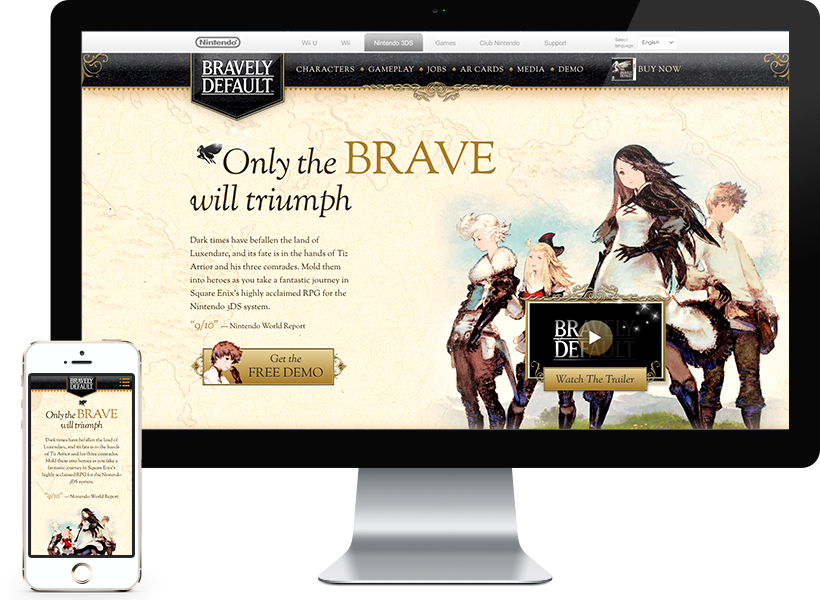 Nintendo
Wii U Wii Nintendo 3DS Games Club Nintendo Support
Select
language:
English
BRAVELY
DEFAULT
CHARACTERS GAMEPLAY JOBS AR CARDS MEDIA DEMO
BUY NOW
Only the BRAVE
will triumph
Dark times have befallen the land of
Luxendarc, and its fate is in the hands of Tiz
Arrior and his three comrades. Mold them
into heroes as you take a fantastic journey in
Square Enix's highly acclaimed RPG for the
Nintendo 3DS system.
“9/10” — Nintendo World Report
Get the
FREE DEMO
BRAVELY
DEFAULT
Watch The Trailer
BRAVELY
DEFAULT
Only the BRAVE
will triumph
Dark times have befallen the land of
Luxendarc, and its fate is in the hands
of Tiz Arrior and his three comrades.
Mold them into heroes as you take a
fantastic journey in Square Enix's
highly acclaimed RPG for the Nintendo
3DS system.
“9/10” — Nintendo World Report